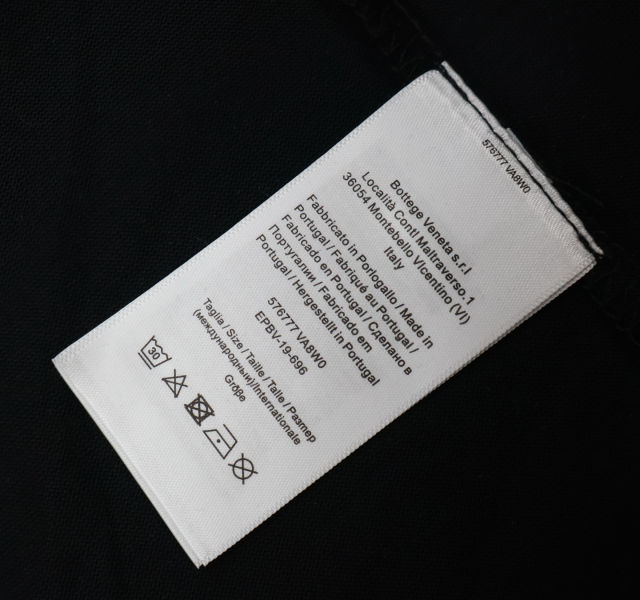 576777 VA8W0
Bottege Veneta s.r.l
Località Conti Maltraverso.1
36054 Montebello Vicentino (VI)
Italy
Fabbricato in Porlogallo / Made in
Portugal / Fabriqué au Portugal /
Fabricado en Portugal / Сделано в
Португалии / Fabricado em
Portugal / Hergestellt in Portugal
576777 VA8W0
EPBV-19-696
Taglia / Size / Taille / Talle / Размер
(международный)/Internationale
Größe
30